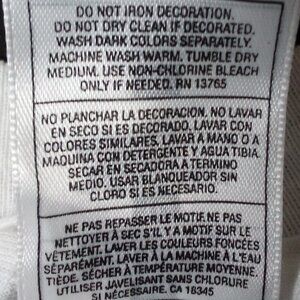 DO NOT IRON DECORATION.
DO NOT DRY CLEAN IF DECORATED.
WASH DARK COLORS SEPARATELY.
MACHINE WASH WARM. TUMBLE DRY
MEDIUM. USE NON-CHLORINE BLEACH
ONLY IF NEEDED. RN 13765
NO PLANCHAR LA DECORACION. NO LAVAR
EN SECO SI ES DECORADO. LAVAR CON
COLORES SIMILARES. LAVAR A MANO O A
MAQUINA CON DETERGENTE Y AGUA TIBIA.
SECAR EN SECADORA A TERMINO
MEDIO. USAR BLANQUEADOR SIN
CLORO SI ES NECESARIO.
NE PAS REPASSER LE MOTIF. NE PAS
NETTOYER À SEC S'IL Y A MOTIF SUR LE
VÊTEMENT. LAVER LES COULEURS FONCÉES
SÉPARÉMENT. LAVER À LA MACHINE À L'EAU
TIÈDE. SÉCHER À TEMPÉRATURE MOYENNE.
UTILISER JAVELISANT SANS CHLORURE
SI NÉCESSAIRE. CA 18345